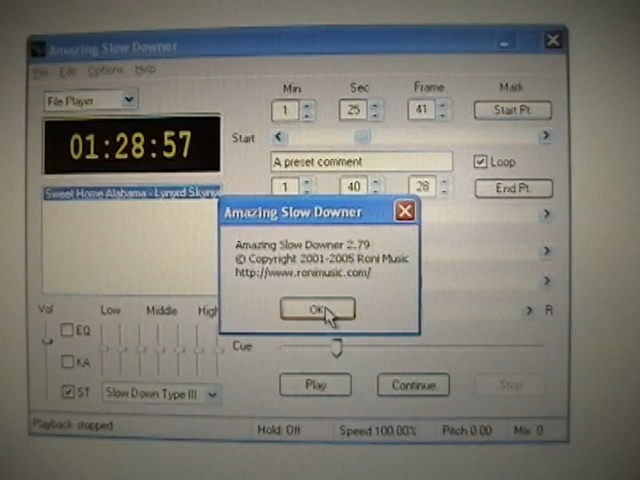 Amazing Slow Downer
File Edit Options Help
Min Sec Frame Mark
File Player
1 25 41 Start Pt.
01:28:57
Start
A preset comment Loop
1 40 28 End Pt.
Sweet Home Alabama - Lynyrd Skynyr
Amazing Slow Downer
Amazing Slow Downer 2.79
© Copyright 2001-2005 Roni Music
http://www.ronimusic.com/
OK
Vol Low Middle High
R
EQ
Cue
KA
Play Continue Stop
ST Slow Down Type III
Playback stopped Hold: Off Speed 100.00% Pitch 0.00 Mix: 0